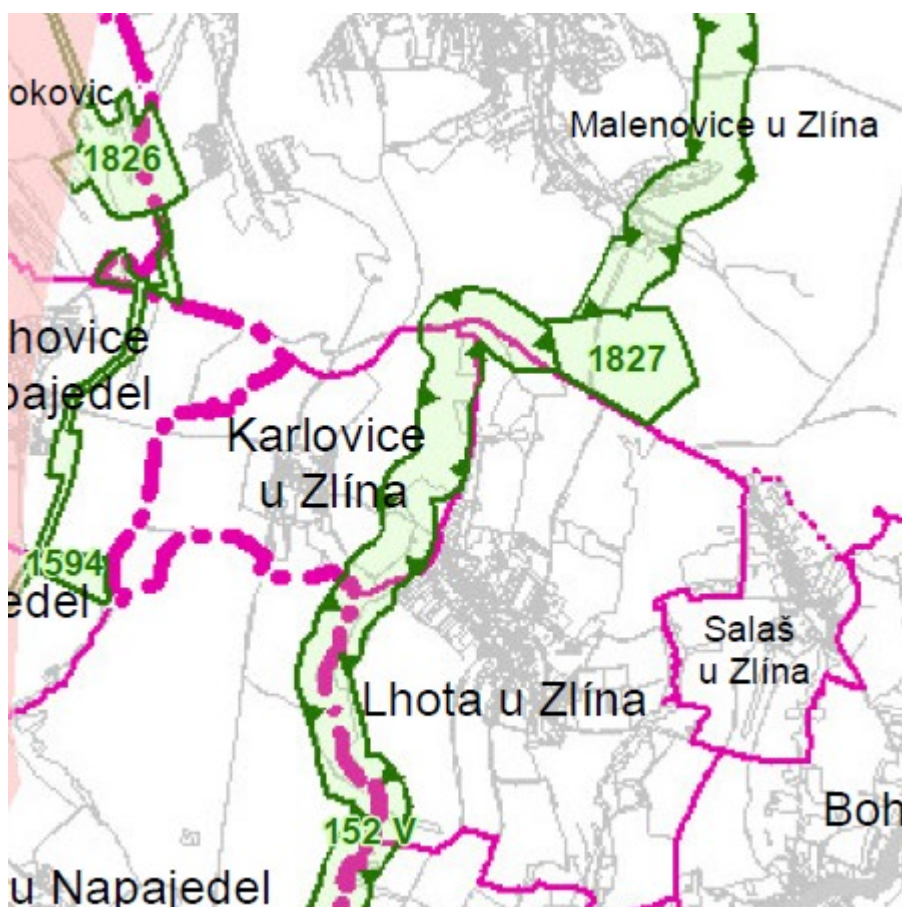 okovic
Malenovice u Zlína
1826
hovice
pajedel
1827
Karlovice
u Zlína
1594
edel
Salaš
u Zlína
Lhota u Zlína
Boh
152 V
u Napajedel